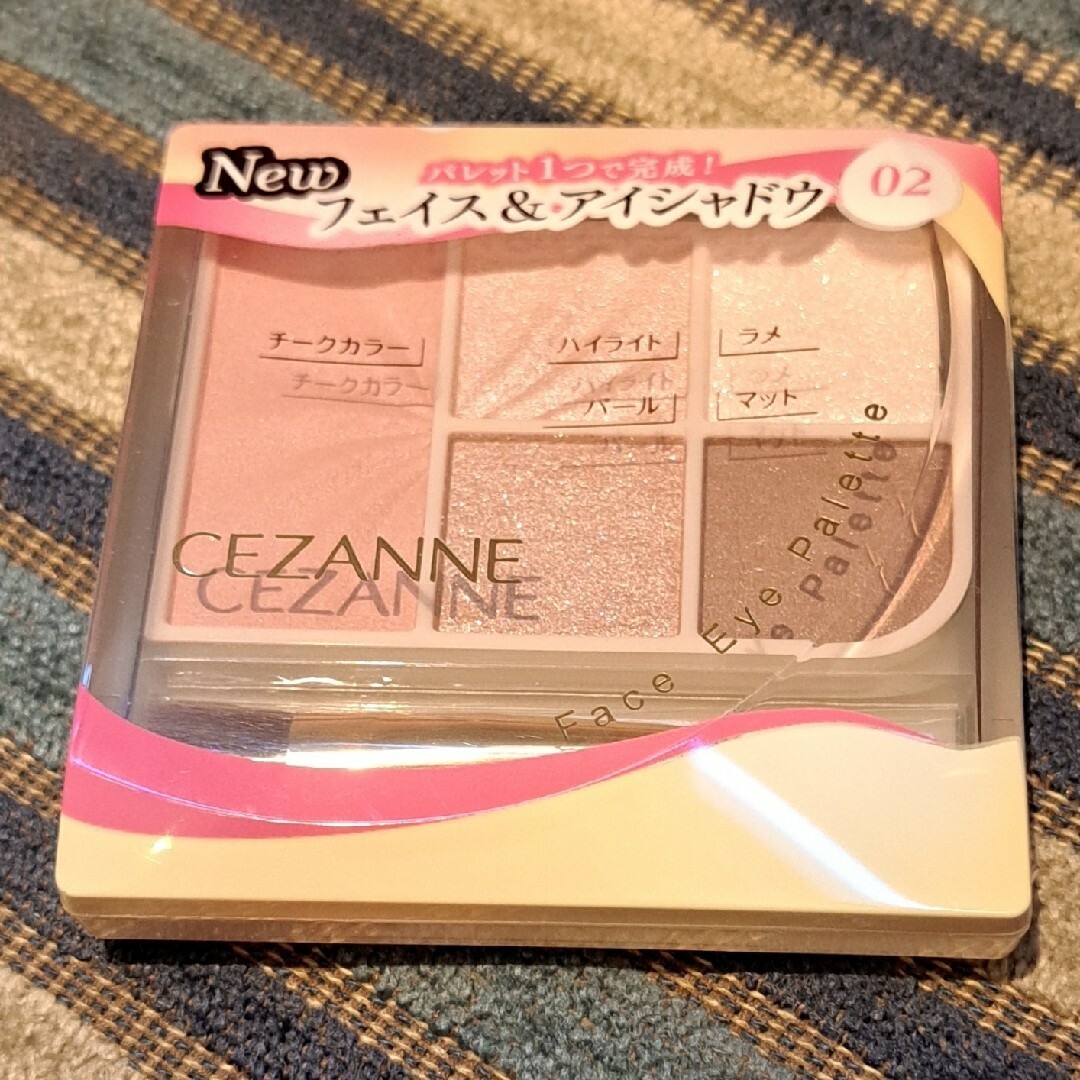 New
パレット1つで完成!
フェイス&アイシャドウ
02
チークカラー
ハイライト
ラメ
パール
マット
CEZANNE
Face Eye Palette